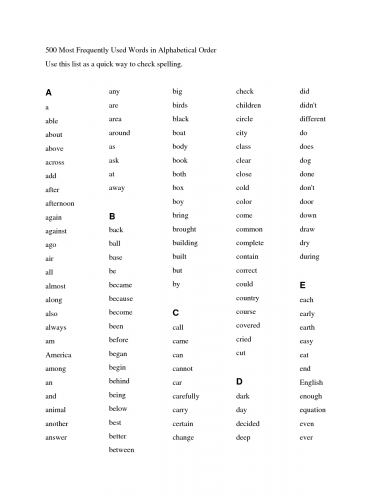 500 Most Frequently Used Words in Alphabetical Order
Use this list as a quick way to check spelling.
A
a
able
about
above
across
add
after
afternoon
again
against
ago
air
all
almost
along
also
always
am
America
among
an
and
animal
another
answer
any
are
area
around
as
ask
at
away
B
back
ball
base
be
became
because
become
been
before
began
begin
behind
being
below
best
better
between
big
birds
black
boat
body
book
both
box
boy
bring
brought
building
built
but
by
C
call
came
can
cannot
car
carefully
carry
certain
change
check
children
circle
city
class
clear
close
cold
color
come
common
complete
contain
correct
could
country
course
covered
cried
cut
D
dark
day
decided
deep
did
didn't
different
do
does
dog
done
don't
door
down
draw
dry
during
E
each
early
earth
easy
eat
end
English
enough
equation
even
ever